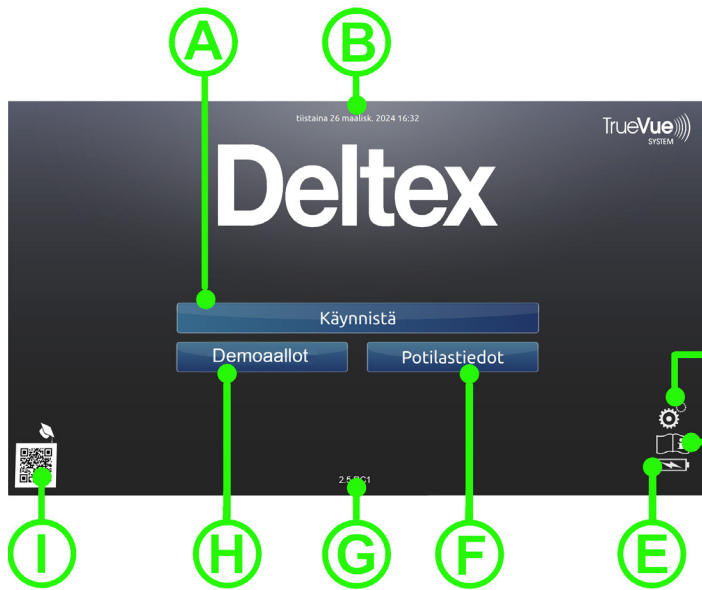 A
B
tiistaina 26 maalisk. 2024 16:32
TrueVue
SYSTEM
Deltex
Käynnistä
Demoaallot
Potilastiedot
I
H
G
F
E